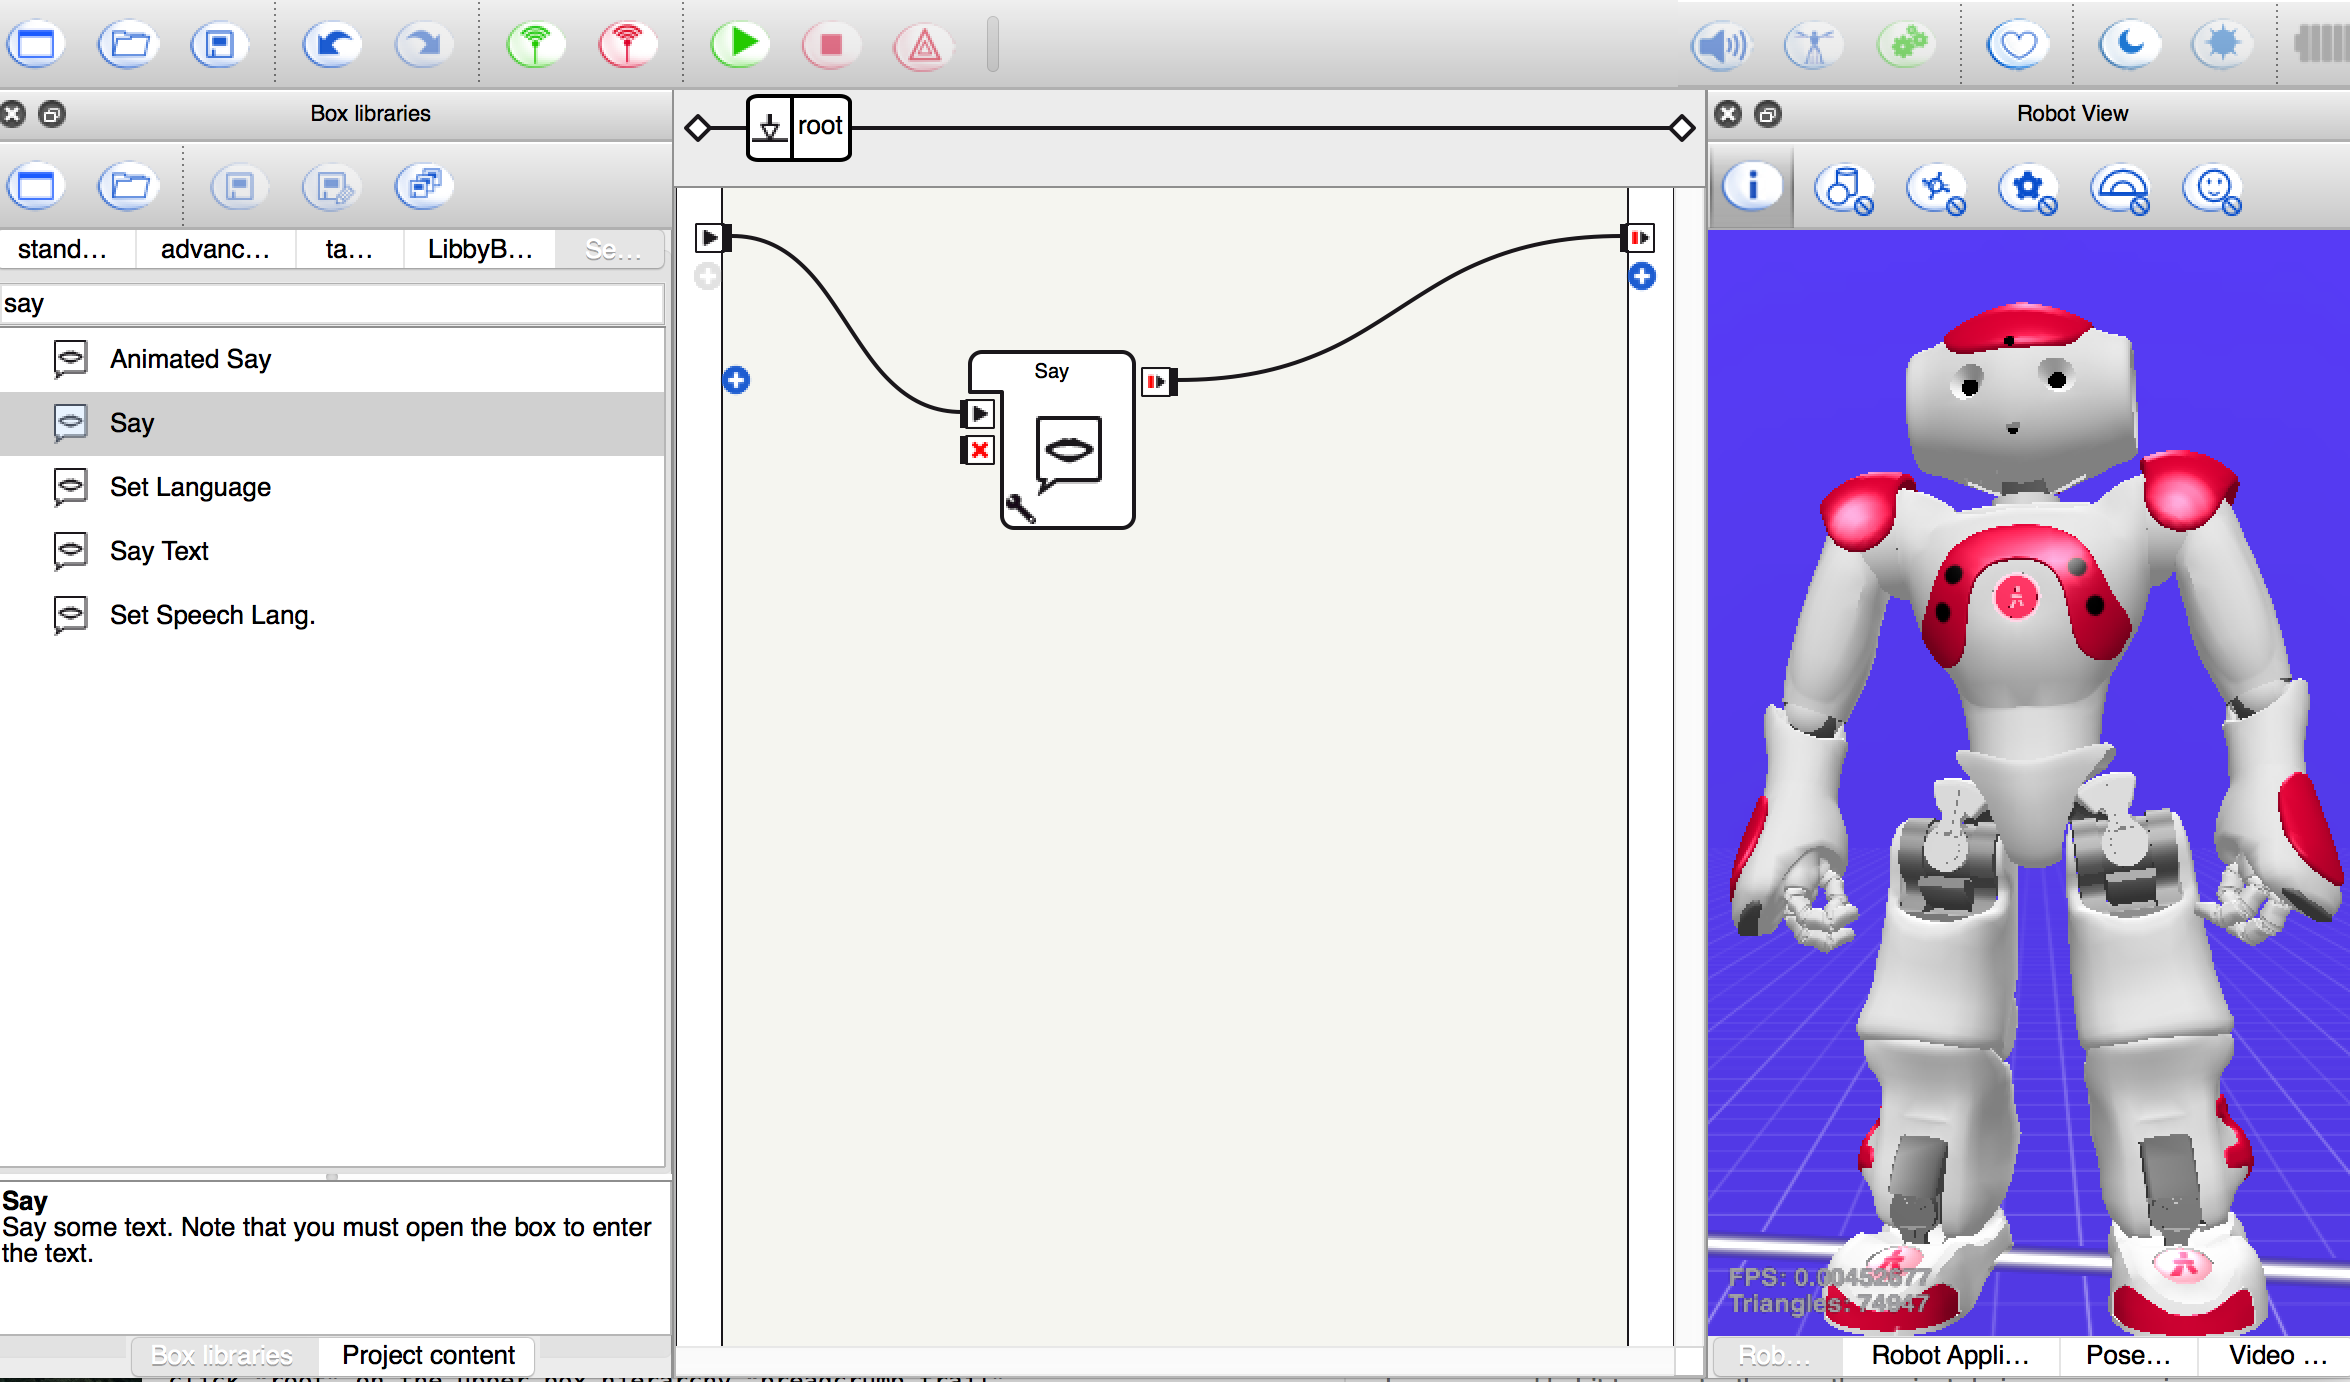 Box libraries
root
Robot View
stand...
advanc...
ta...
LibbyB...
Se...
say
Animated Say
Say
Set Language
Say Text
Set Speech Lang.
Say
Say
Say some text. Note that you must open the box to enter
the text.
Box libraries
Project content
FPS: 0.00452677
Triangles: 74947
Rob...
Robot Appli...
Pose...
Video ...